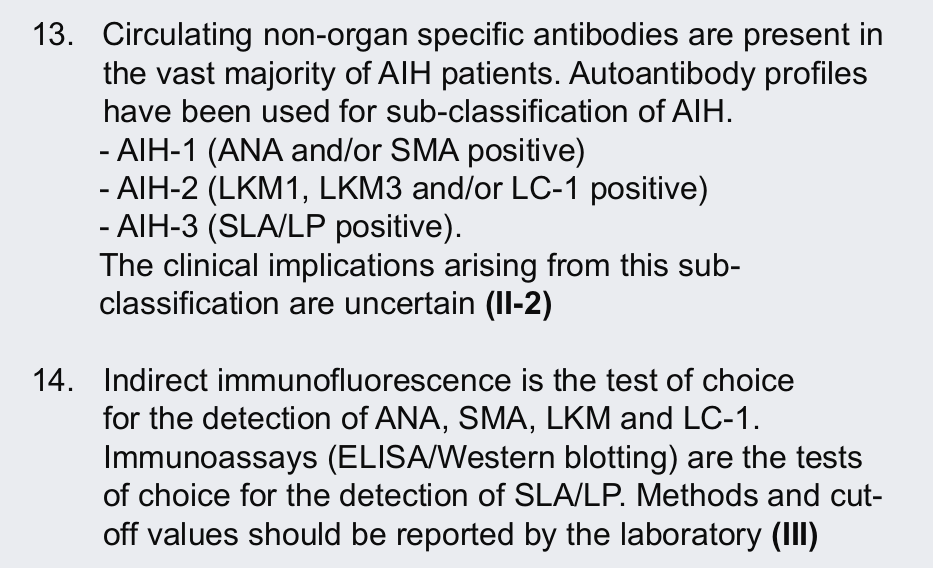 13. Circulating non-organ specific antibodies are present in
the vast majority of AIH patients. Autoantibody profiles
have been used for sub-classification of AIH.
- AIH-1 (ANA and/or SMA positive)
- AIH-2 (LKM1, LKM3 and/or LC-1 positive)
- AIH-3 (SLA/LP positive).
The clinical implications arising from this sub-
classification are uncertain (II-2)
14. Indirect immunofluorescence is the test of choice
for the detection of ANA, SMA, LKM and LC-1.
Immunoassays (ELISA/Western blotting) are the tests
of choice for the detection of SLA/LP. Methods and cut-
off values should be reported by the laboratory (III)